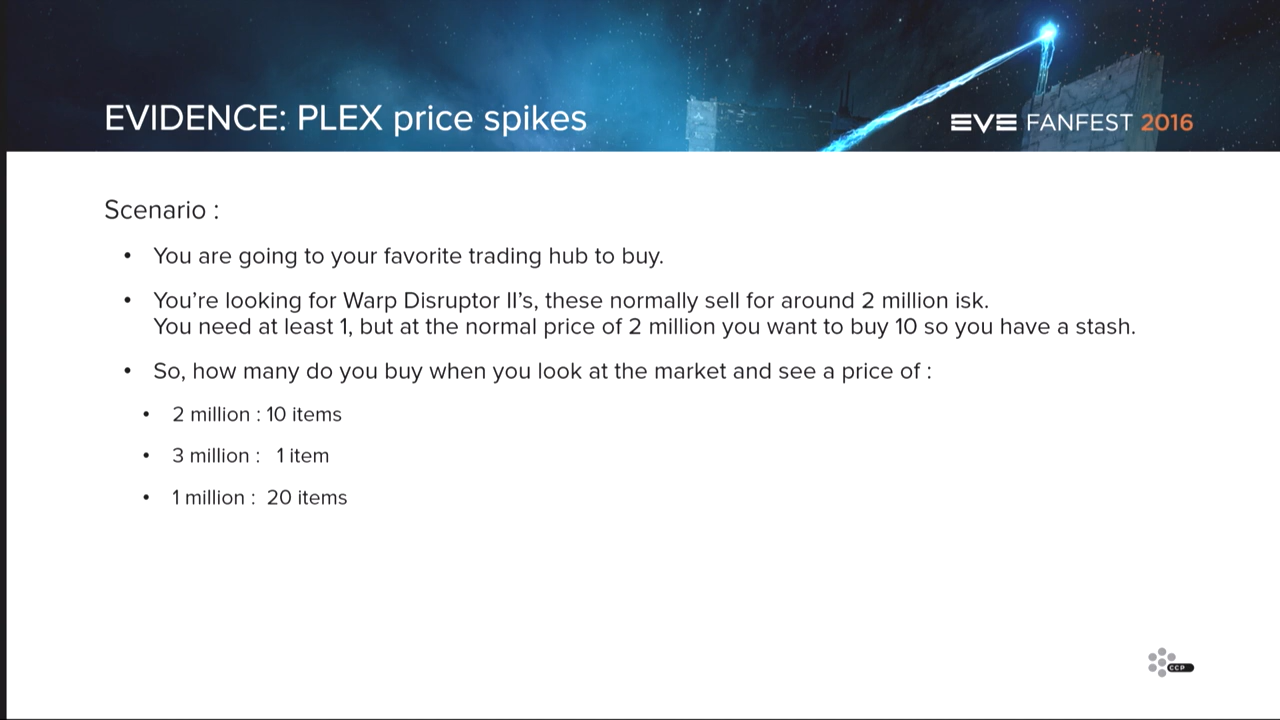 EVIDENCE: PLEX price spikes
EVE FANFEST 2016
Scenario :
• You are going to your favorite trading hub to buy.
• You’re looking for Warp Disruptor II’s, these normally sell for around 2 million isk.
You need at least 1, but at the normal price of 2 million you want to buy 10 so you have a stash.
• So, how many do you buy when you look at the market and see a price of :
• 2 million : 10 items
• 3 million : 1 item
• 1 million : 20 items
CCP